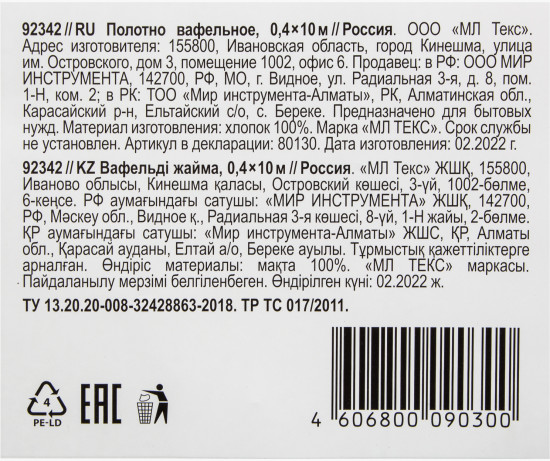 92342 // RU Полотно вафельное, 0,4×10 м // Россия. ООО «МЛ Текс».
Адрес изготовителя: 155800, Ивановская область, город Кинешма, улица
им. Островского, дом 3, помещение 1002, офис 6. Продавец: в РФ: ООО МИР
ИНСТРУМЕНТА, 142700, РФ, МО, г. Видное, ул. Радиальная 3-я, д. 8, пом.
1-Н, ком. 2; в РК: ТОО «Мир инструмента-Алматы», РК, Алматинская обл.,
Карасайский р-н, Ельтайский с/о, с. Береке. Предназначено для бытовых
нужд. Материал изготовления: хлопок 100%. Марка «МЛ ТЕКС». Срок службы
не установлен. Артикул в декларации: 80130. Дата изготовления: 02.2022 г.
92342 // KZ Вафельді жайма, 0,4×10 м // Россия. «МЛ Текс» ЖШҚ, 155800,
Иваново облысы, Кинешма қаласы, Островский көшесі, 3-үй, 1002-бөлме,
6-кеңсе. РФ аумағындағы сатушы: «МИР ИНСТРУМЕНТА» ЖШҚ, 142700,
РФ, Мәскеу обл., Видное қ., Радиальная 3-я көшесі, 8-үй, 1-Н жайы, 2-бөлме.
ҚР аумағындағы сатушы: «Мир инструмента-Алматы» ЖШС, ҚР, Алматы
обл., Қарасай ауданы, Елтай а/о, Береке ауылы. Тұрмыстық қажеттіліктерге
арналған. Өндіріс материалы: мақта 100%. «МЛ ТЕКС» маркасы.
Пайдаланылу мерзімі белгіленбеген. Өндірілген күні: 02.2022 ж.
ТУ 13.20.20-008-32428863-2018. ТР ТС 017/2011.
4
PE-LD
EAC
4 606800 090300